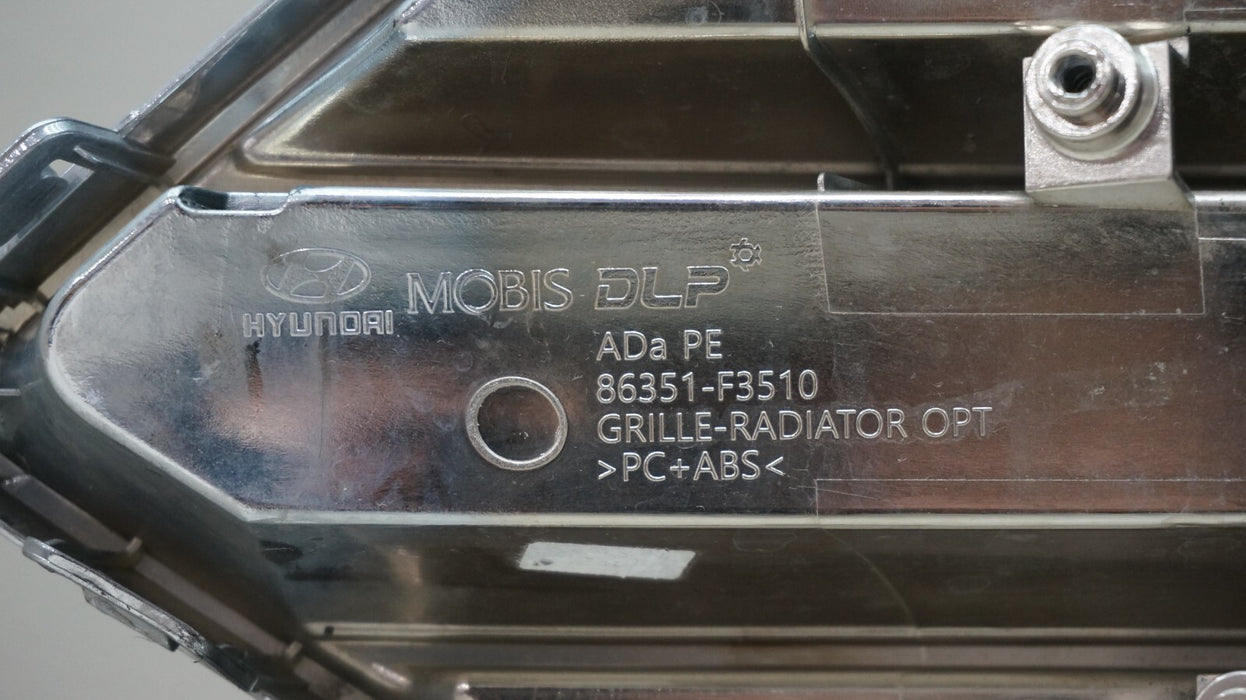 HYUNDAI
MOBIS DLP
ADa PE
86351-F3510
GRILLE-RADIATOR OPT
>PC+ABS<